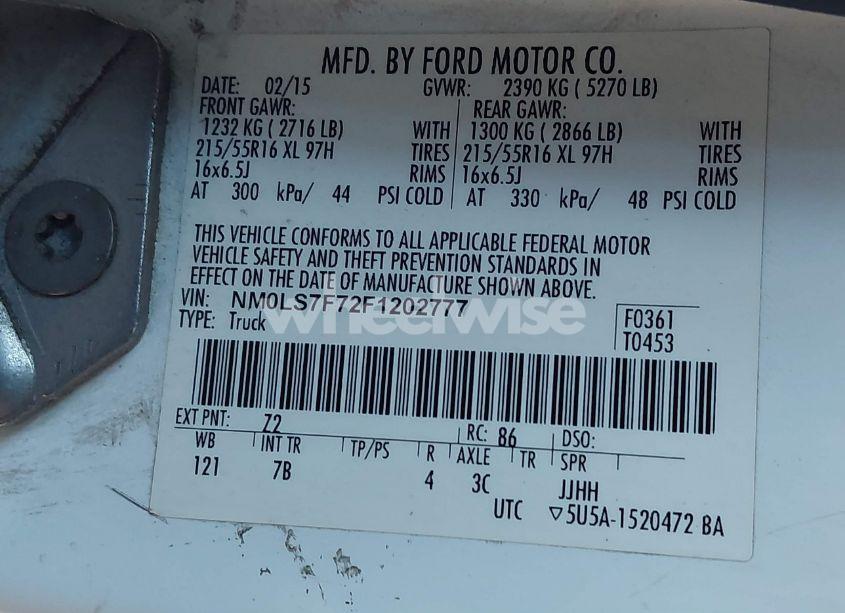 MFD. BY FORD MOTOR CO.
DATE: 02/15 GVWR: 2390 KG ( 5270 LB)
FRONT GAWR: REAR GAWR:
1232 KG ( 2716 LB) WITH 1300 KG ( 2866 LB) WITH
215/55R16 XL 97H TIRES 215/55R16 XL 97H TIRES
16x6.5J RIMS 16x6.5J RIMS
AT 300 kPa/ 44 PSI COLD AT 330 kPa/ 48 PSI COLD
THIS VEHICLE CONFORMS TO ALL APPLICABLE FEDERAL MOTOR
VEHICLE SAFETY AND THEFT PREVENTION STANDARDS IN
EFFECT ON THE DATE OF MANUFACTURE SHOWN ABOVE.
VIN: NM0LS7F72F1202777
TYPE: Truck
wheelwise
F0361
T0453
EXT PNT: Z2 RC: 86 DSO:
WB INT TR TP/PS R AXLE TR SPR
121 7B 4 3C JJHH
UTC ▽5U5A-1520472 BA